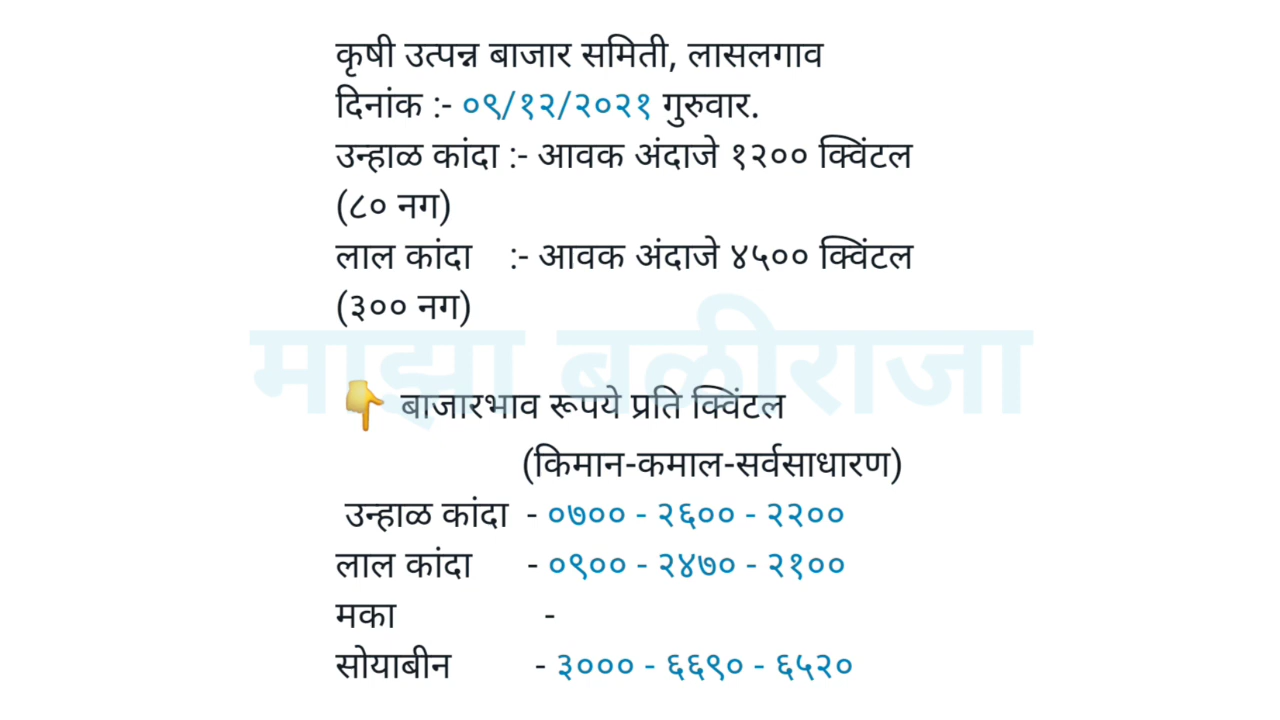 कृषी उत्पन्न बाजार समिती, लासलगाव
दिनांक :- ०९/१२/२०२१ गुरुवार.
उन्हाळ कांदा :- आवक अंदाजे १२०० क्विंटल
(८० नग)
लाल कांदा :- आवक अंदाजे ४५०० क्विंटल
(३०० नग)
माझा बळीराजा
👇 बाजारभाव रूपये प्रति क्विंटल
(किमान-कमाल-सर्वसाधारण)
उन्हाळ कांदा - ०७०० - २६०० - २२००
लाल कांदा - ०९०० - २४७० - २१००
मका -
सोयाबीन - ३००० - ६६९० - ६५२०